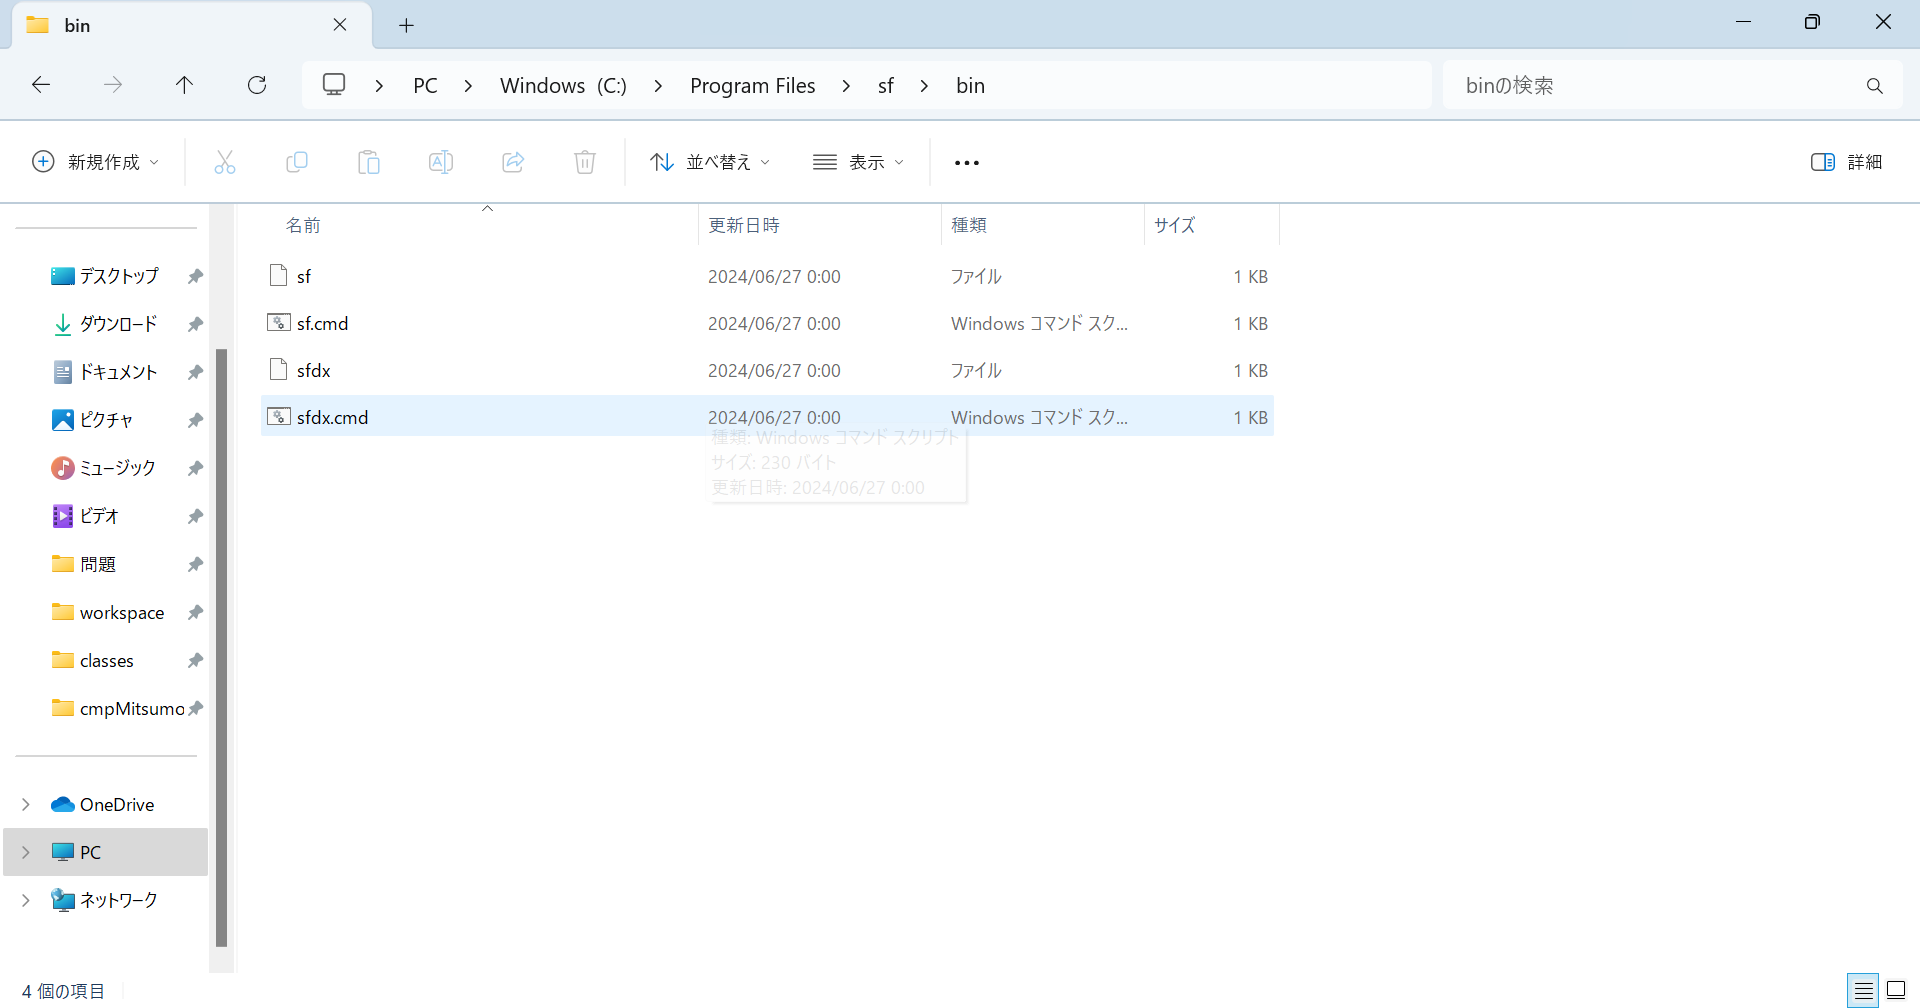 bin
PC > Windows (C:) > Program Files > sf > bin
binの検索
新規作成
並べ替え
表示
詳細
名前 更新日時 種類 サイズ
sf 2024/06/27 0:00 ファイル 1 KB
sf.cmd 2024/06/27 0:00 Windows コマンド スク... 1 KB
sfdx 2024/06/27 0:00 ファイル 1 KB
sfdx.cmd 2024/06/27 0:00 Windows コマンド スク... 1 KB
種類: Windows コマンド スクリプト
サイズ: 230 バイト
更新日時: 2024/06/27 0:00
デスクトップ
ダウンロード
ドキュメント
ピクチャ
ミュージック
ビデオ
問題
workspace
classes
cmpMitsumo
OneDrive
PC
ネットワーク
4 個の項目